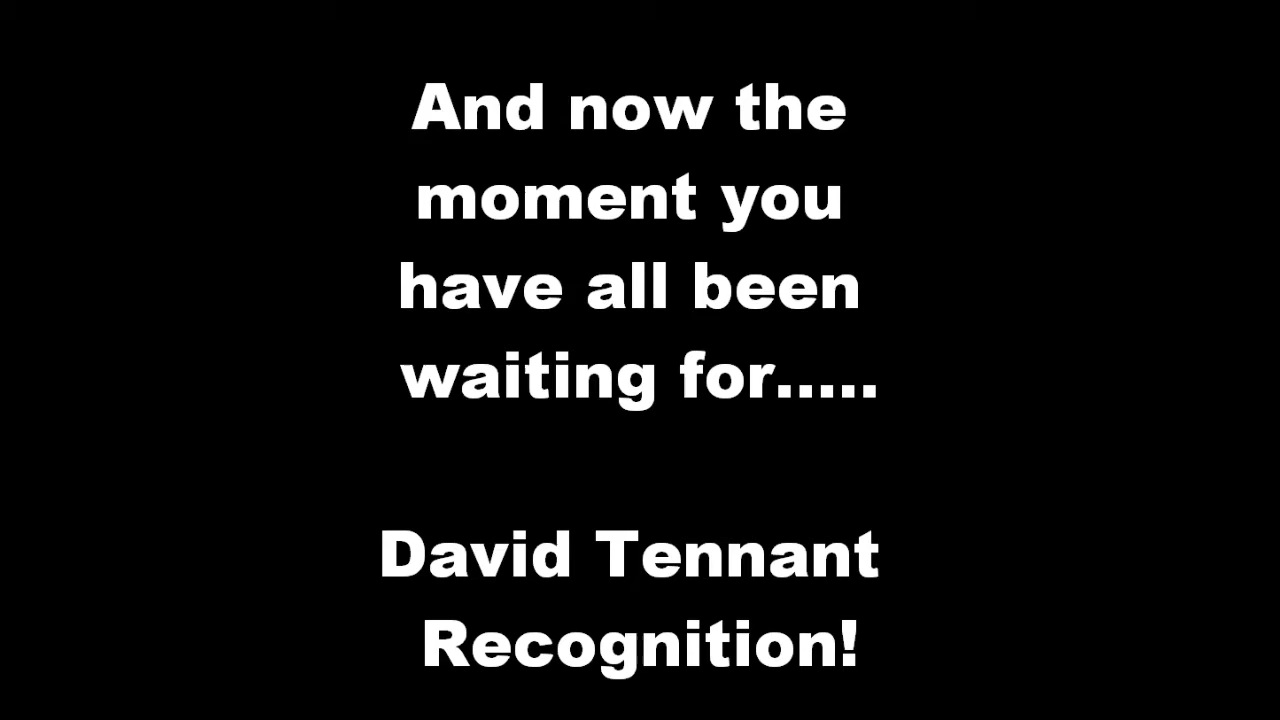 And now the
moment you
have all been
waiting for.....
David Tennant
Recognition!